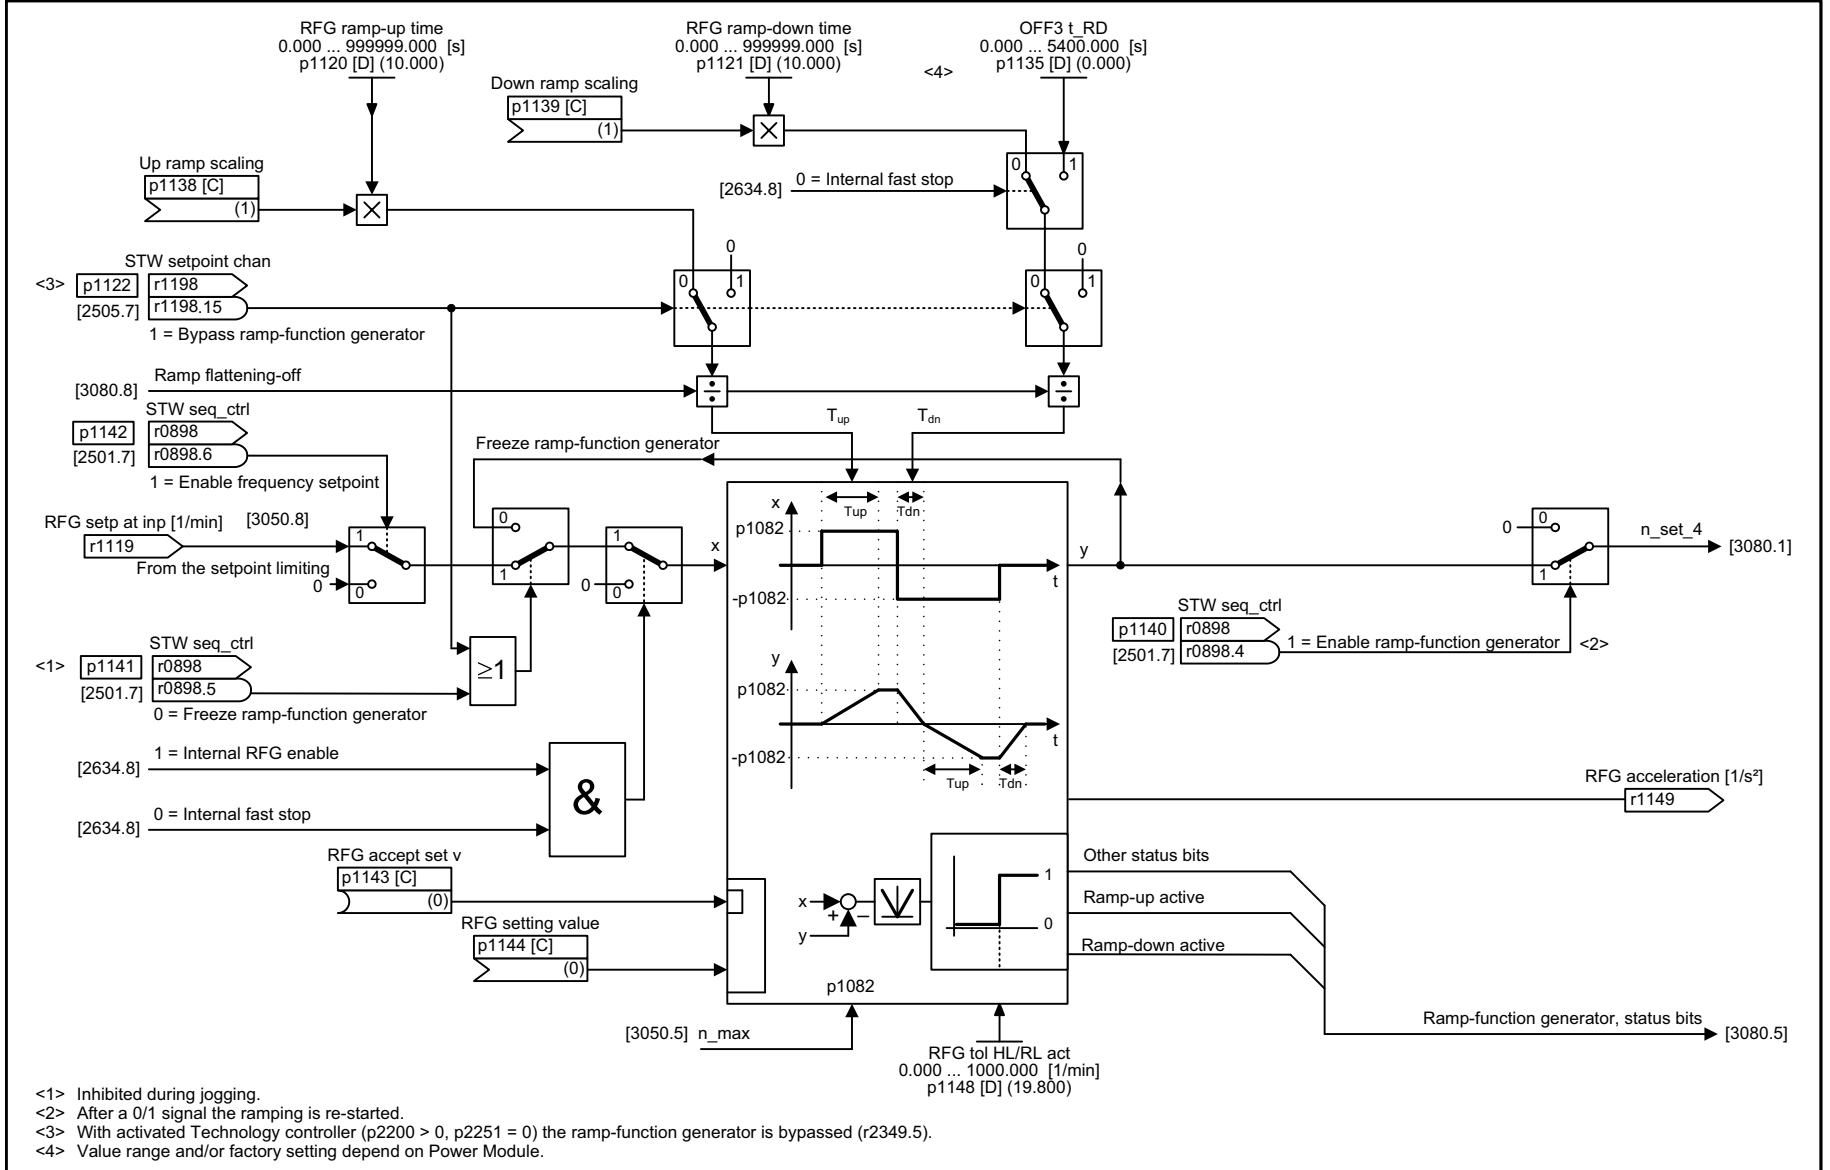 RFG ramp-up time
0.000 ... 999999.000 [s]
p1120 [D] (10.000)
RFG ramp-down time
0.000 ... 999999.000 [s]
p1121 [D] (10.000)
<4>
OFF3 t_RD
0.000 ... 5400.000 [s]
p1135 [D] (0.000)
Down ramp scaling
p1139 [C]
(1)
×
0
1
Up ramp scaling
p1138 [C]
(1)
×
[2634.8]
0 = Internal fast stop
STW setpoint chan
<3>
p1122
r1198
[2505.7]
r1198.15
1 = Bypass ramp-function generator
0
0
1
0
0
1
[3080.8]
Ramp flattening-off
÷
÷
STW seq_ctrl
p1142
r0898
[2501.7]
r0898.6
1 = Enable frequency setpoint
Tup
Tdn
Freeze ramp-function generator
RFG setp at inp [1/min]
[3050.8]
r1119
From the setpoint limiting
0
1
0
0
1
1
0
0
x
x
Tup
Tdn
p1082
-p1082
t
y
0
0
1
n_set_4
[3080.1]
STW seq_ctrl
p1140
r0898
[2501.7]
r0898.4
1 = Enable ramp-function generator
<2>
STW seq_ctrl
<1>
p1141
r0898
[2501.7]
r0898.5
0 = Freeze ramp-function generator
≥1
y
p1082
-p1082
t
Tup
Tdn
1 = Internal RFG enable
[2634.8]
0 = Internal fast stop
[2634.8]
&
RFG acceleration [1/s²]
r1149
RFG accept set v
p1143 [C]
(0)
RFG setting value
p1144 [C]
(0)
x
+
−
y
1
0
p1082
Other status bits
Ramp-up active
Ramp-down active
Ramp-function generator, status bits
[3080.5]
[3050.5] n_max
RFG tol HL/RL act
0.000 ... 1000.000 [1/min]
p1148 [D] (19.800)
<1> Inhibited during jogging.
<2> After a 0/1 signal the ramping is re-started.
<3> With activated Technology controller (p2200 > 0, p2251 = 0) the ramp-function generator is bypassed (r2349.5).
<4> Value range and/or factory setting depend on Power Module.